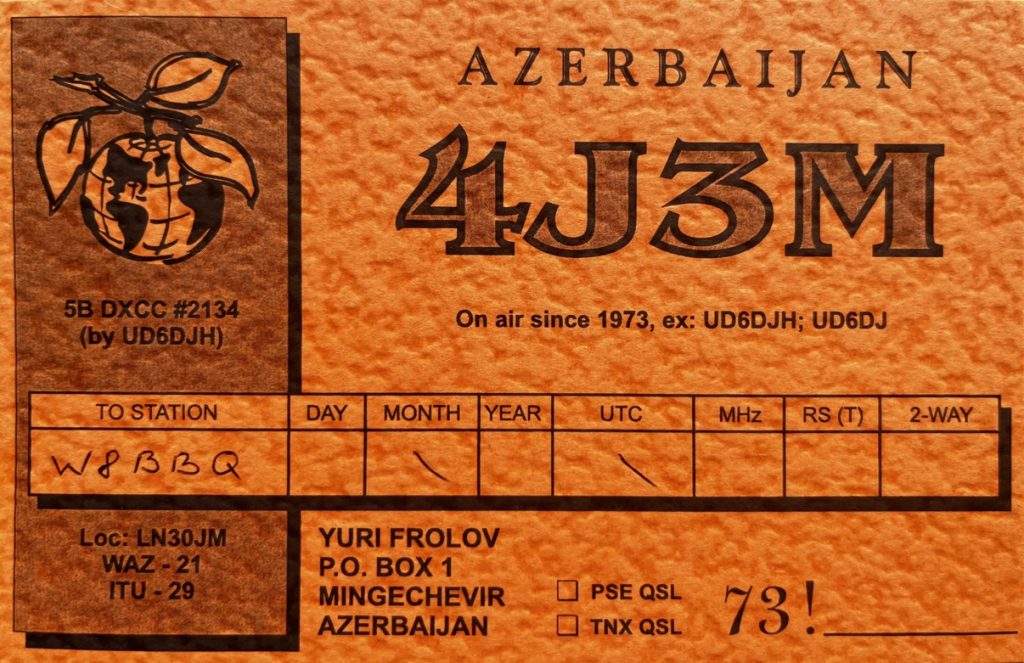 AZERBAIJAN
4J3M
On air since 1973, ex: UD6DJH; UD6DJ
5B DXCC #2134
(by UD6DJH)
TO STATION DAY MONTH YEAR UTC MHz RS (T) 2-WAY
W8BBQ \ \
Loc: LN30JM
WAZ - 21
ITU - 29
YURI FROLOV
P.O. BOX 1
MINGECHEVIR
AZERBAIJAN
☐ PSE QSL
☐ TNX QSL
73!